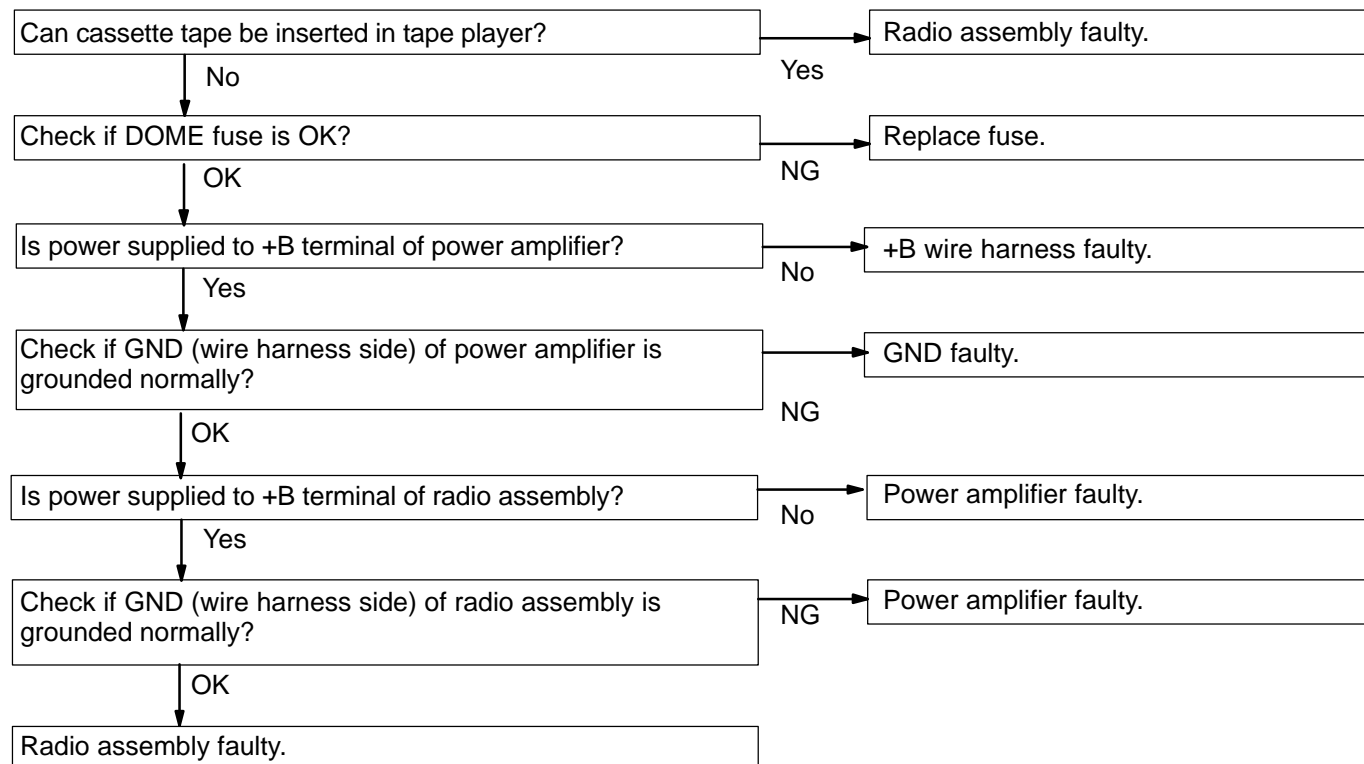 Can cassette tape be inserted in tape player?
Radio assembly faulty.
Yes
No
Check if DOME fuse is OK?
Replace fuse.
NG
OK
Is power supplied to +B terminal of power amplifier?
+B wire harness faulty.
No
Yes
Check if GND (wire harness side) of power amplifier is
grounded normally?
GND faulty.
NG
OK
Is power supplied to +B terminal of radio assembly?
Power amplifier faulty.
No
Yes
Check if GND (wire harness side) of radio assembly is
grounded normally?
Power amplifier faulty.
NG
OK
Radio assembly faulty.